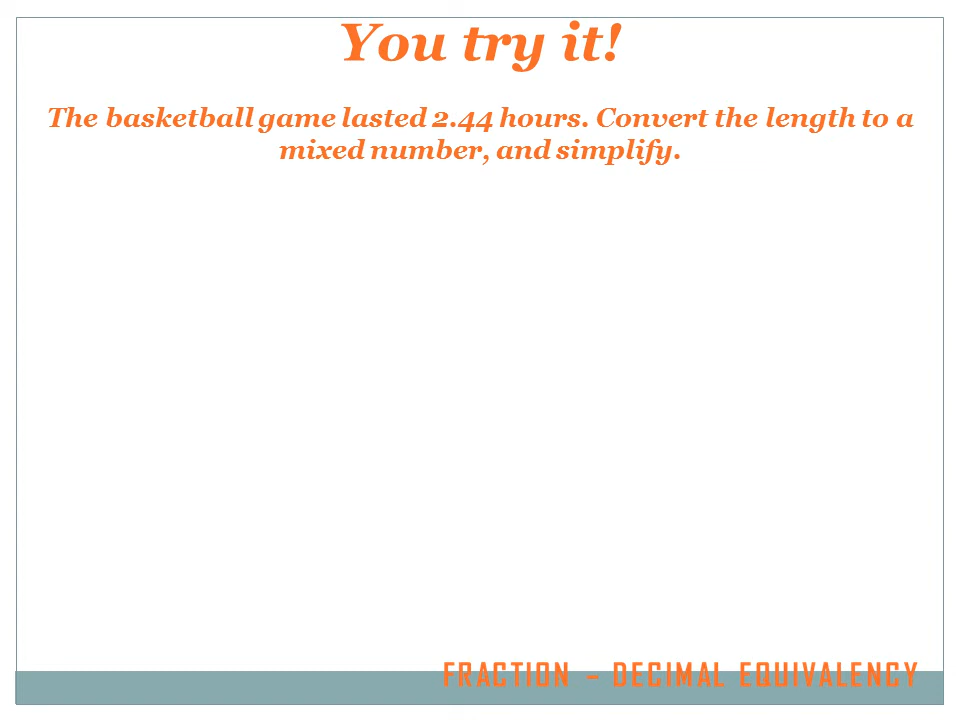 You try it!
The basketball game lasted 2.44 hours. Convert the length to a
mixed number, and simplify.
FRACTION – DECIMAL EQUIVALENCY